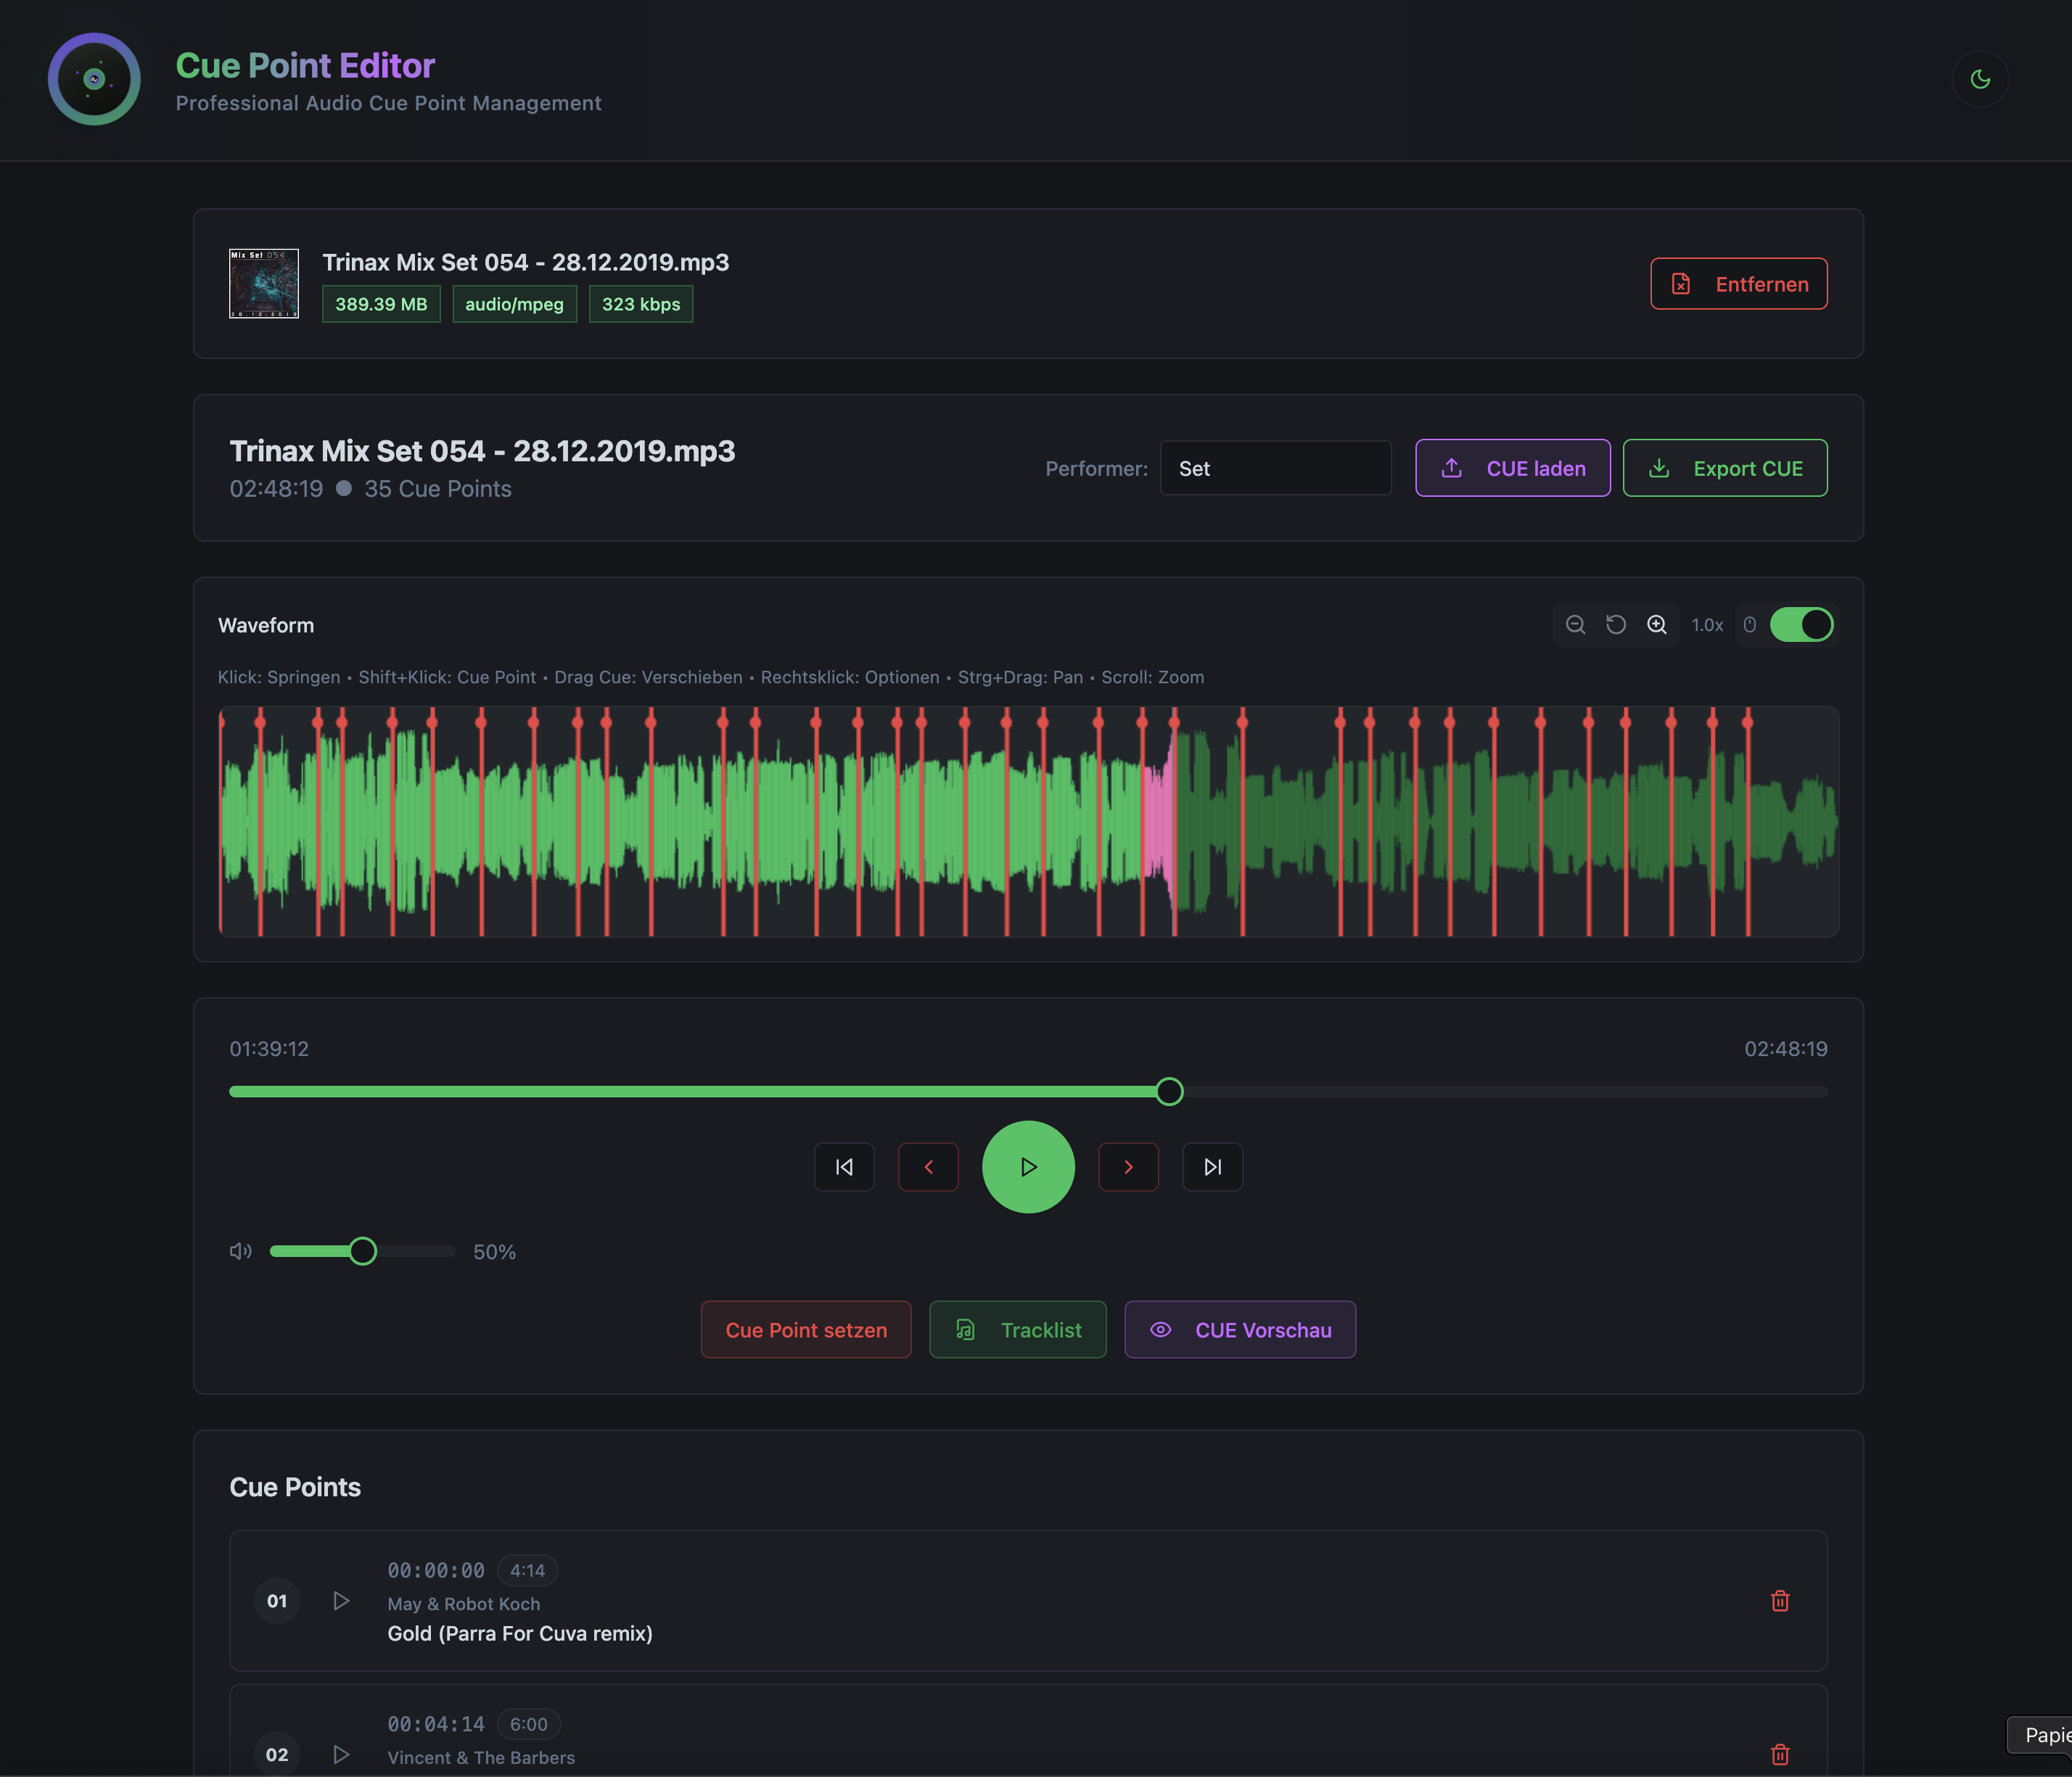 Cue Point Editor
Professional Audio Cue Point Management
Mix Set 054
28.12.2019
Trinax Mix Set 054 - 28.12.2019.mp3
389.39 MB audio/mpeg 323 kbps
Entfernen
Trinax Mix Set 054 - 28.12.2019.mp3
02:48:19 ● 35 Cue Points
Performer: Set CUE laden Export CUE
Waveform
1.0x
Klick: Springen • Shift+Klick: Cue Point • Drag Cue: Verschieben • Rechtsklick: Optionen • Strg+Drag: Pan • Scroll: Zoom
01:39:12 02:48:19
50%
Cue Point setzen Tracklist CUE Vorschau
Cue Points
01
00:00:00 4:14
May & Robot Koch
Gold (Parra For Cuva remix)
02
00:04:14 6:00
Vincent & The Barbers
Papie